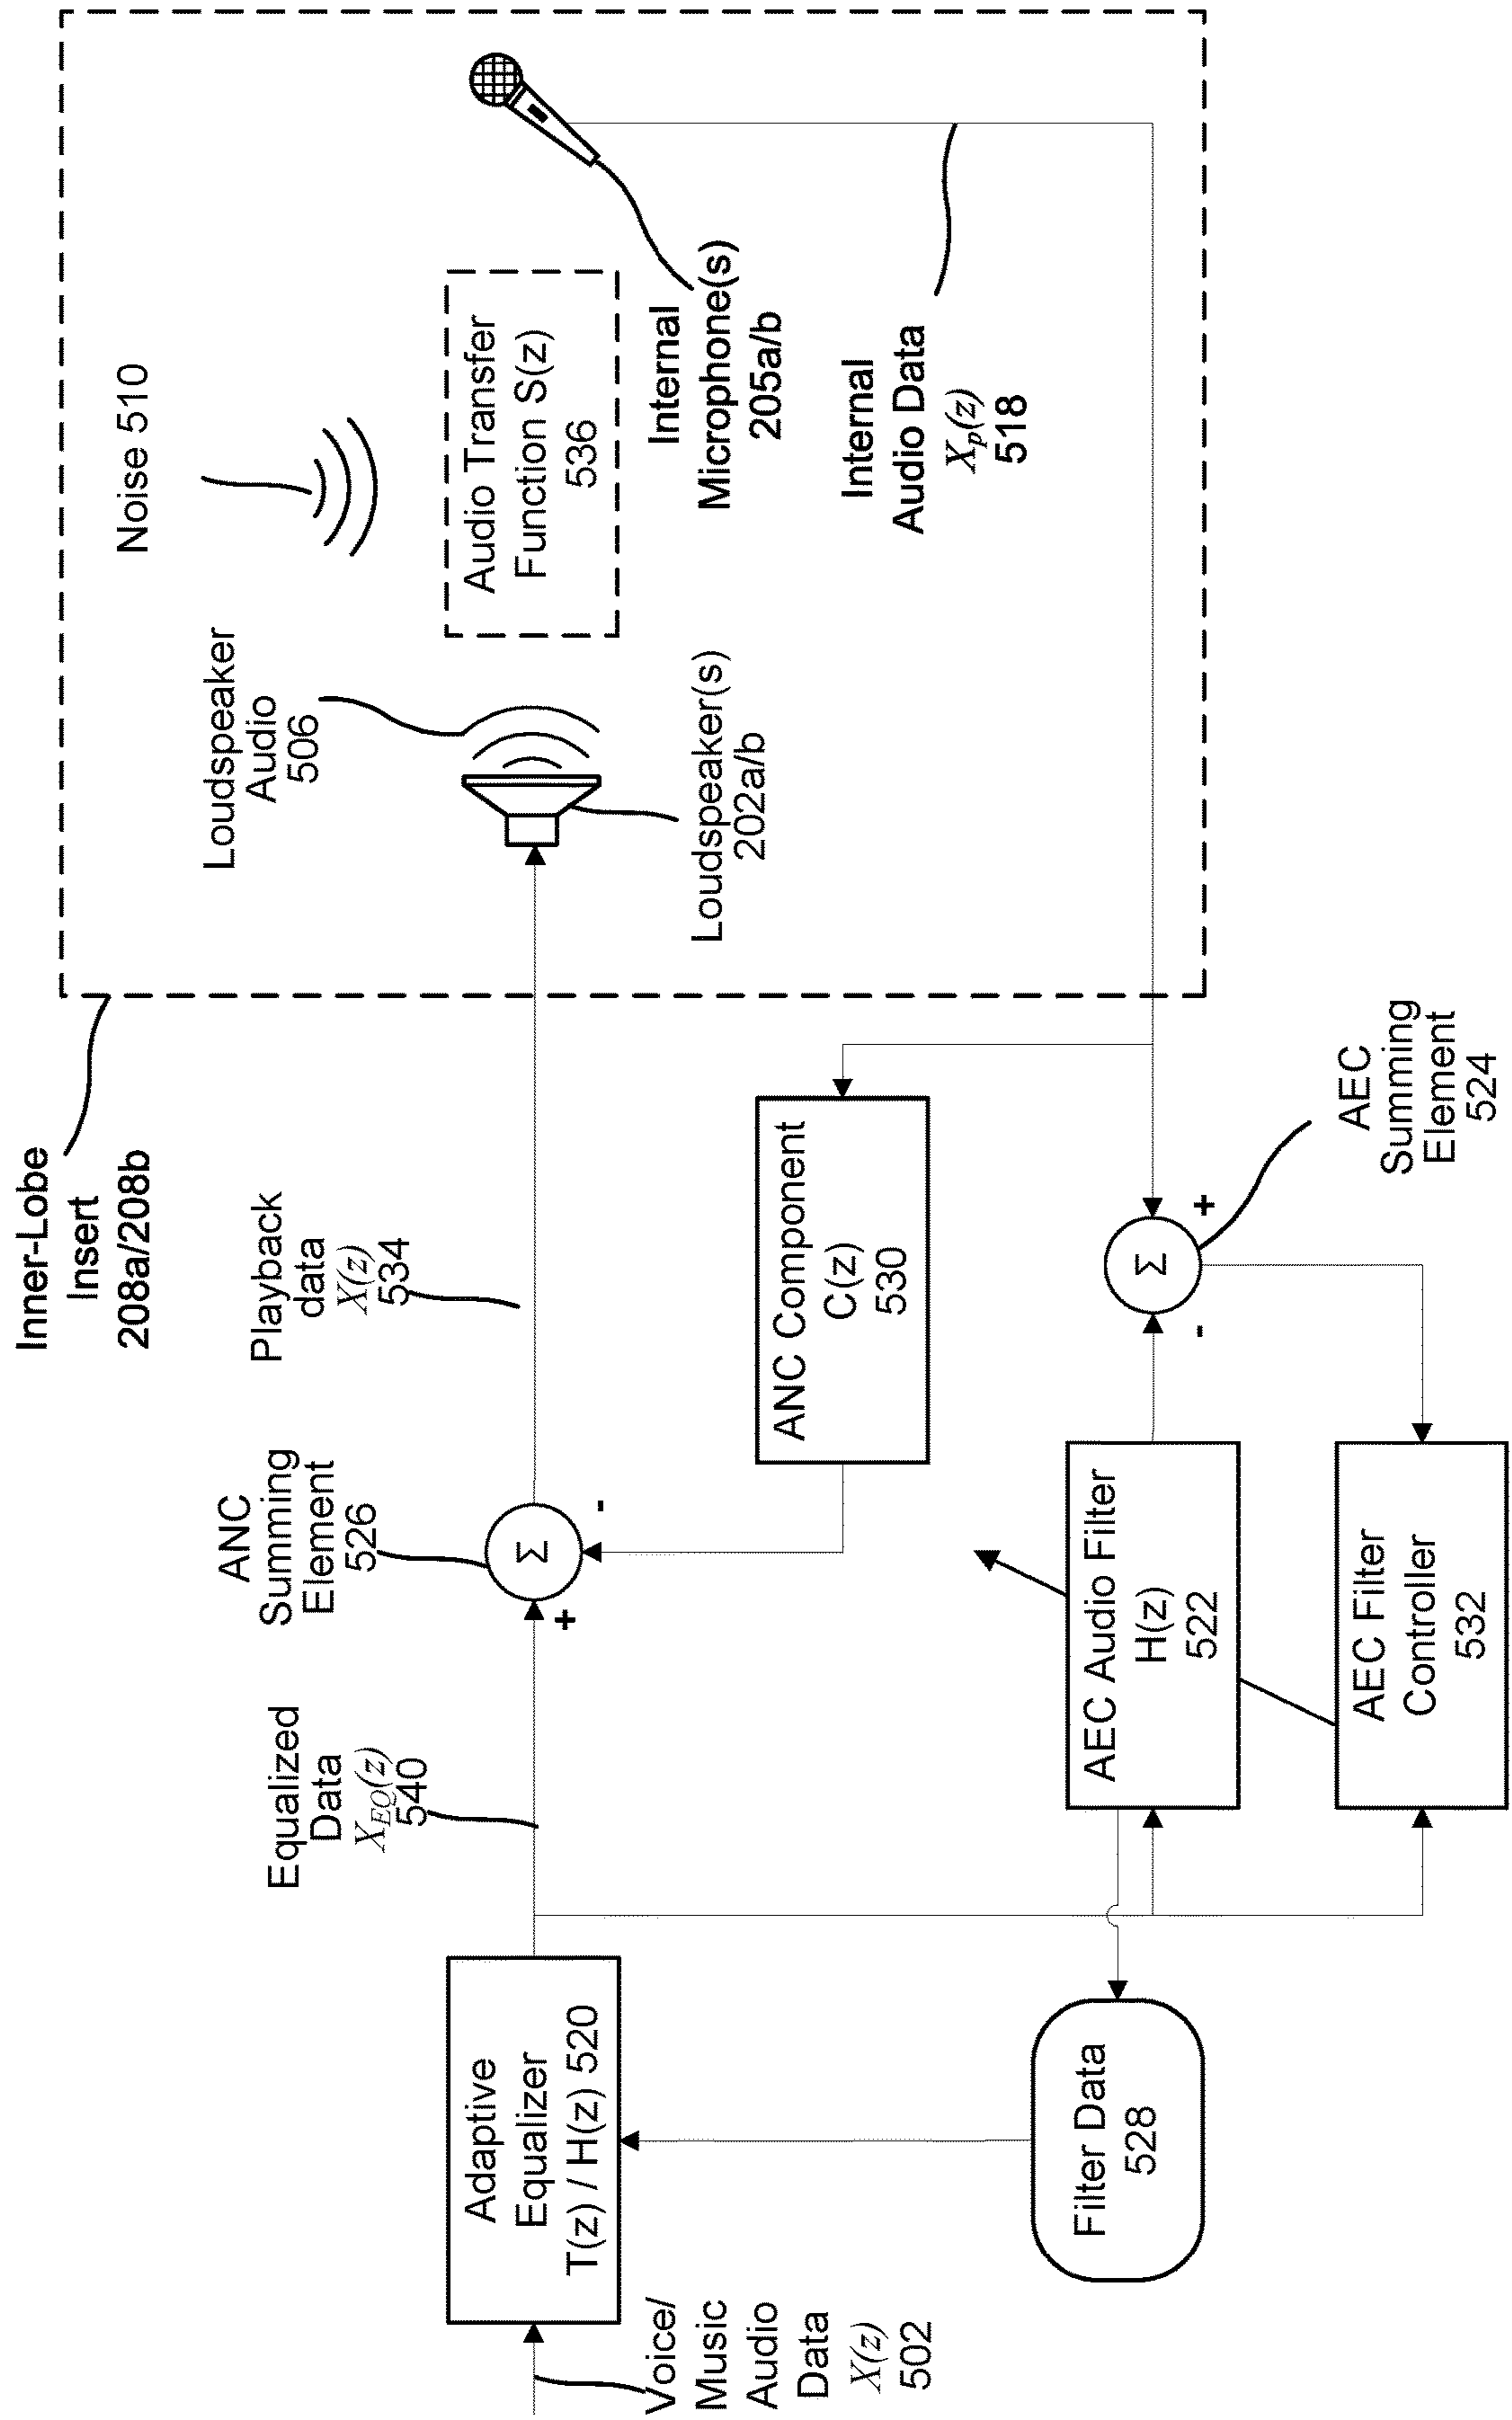 Inner-Lobe
Insert
208a/208b
Noise 510
Loudspeaker
Audio
506
Audio Transfer
Function S(z)
536
Loudspeaker(s)
202a/b
Internal
Microphone(s)
205a/b
Internal
Audio Data
Xp(z)
518
Playback
data
X(z)
534
ANC
Summing
Element
526
Σ
+
-
Equalized
Data
XEQ(z)
540
ANC Component
C(z)
530
AEC
Summing
Element
524
Σ
+
-
AEC Audio Filter
H(z)
522
AEC Filter
Controller
532
Adaptive
Equalizer
T(z) / H(z) 520
Filter Data
528
Voice/
Music
Audio
Data
X(z)
502